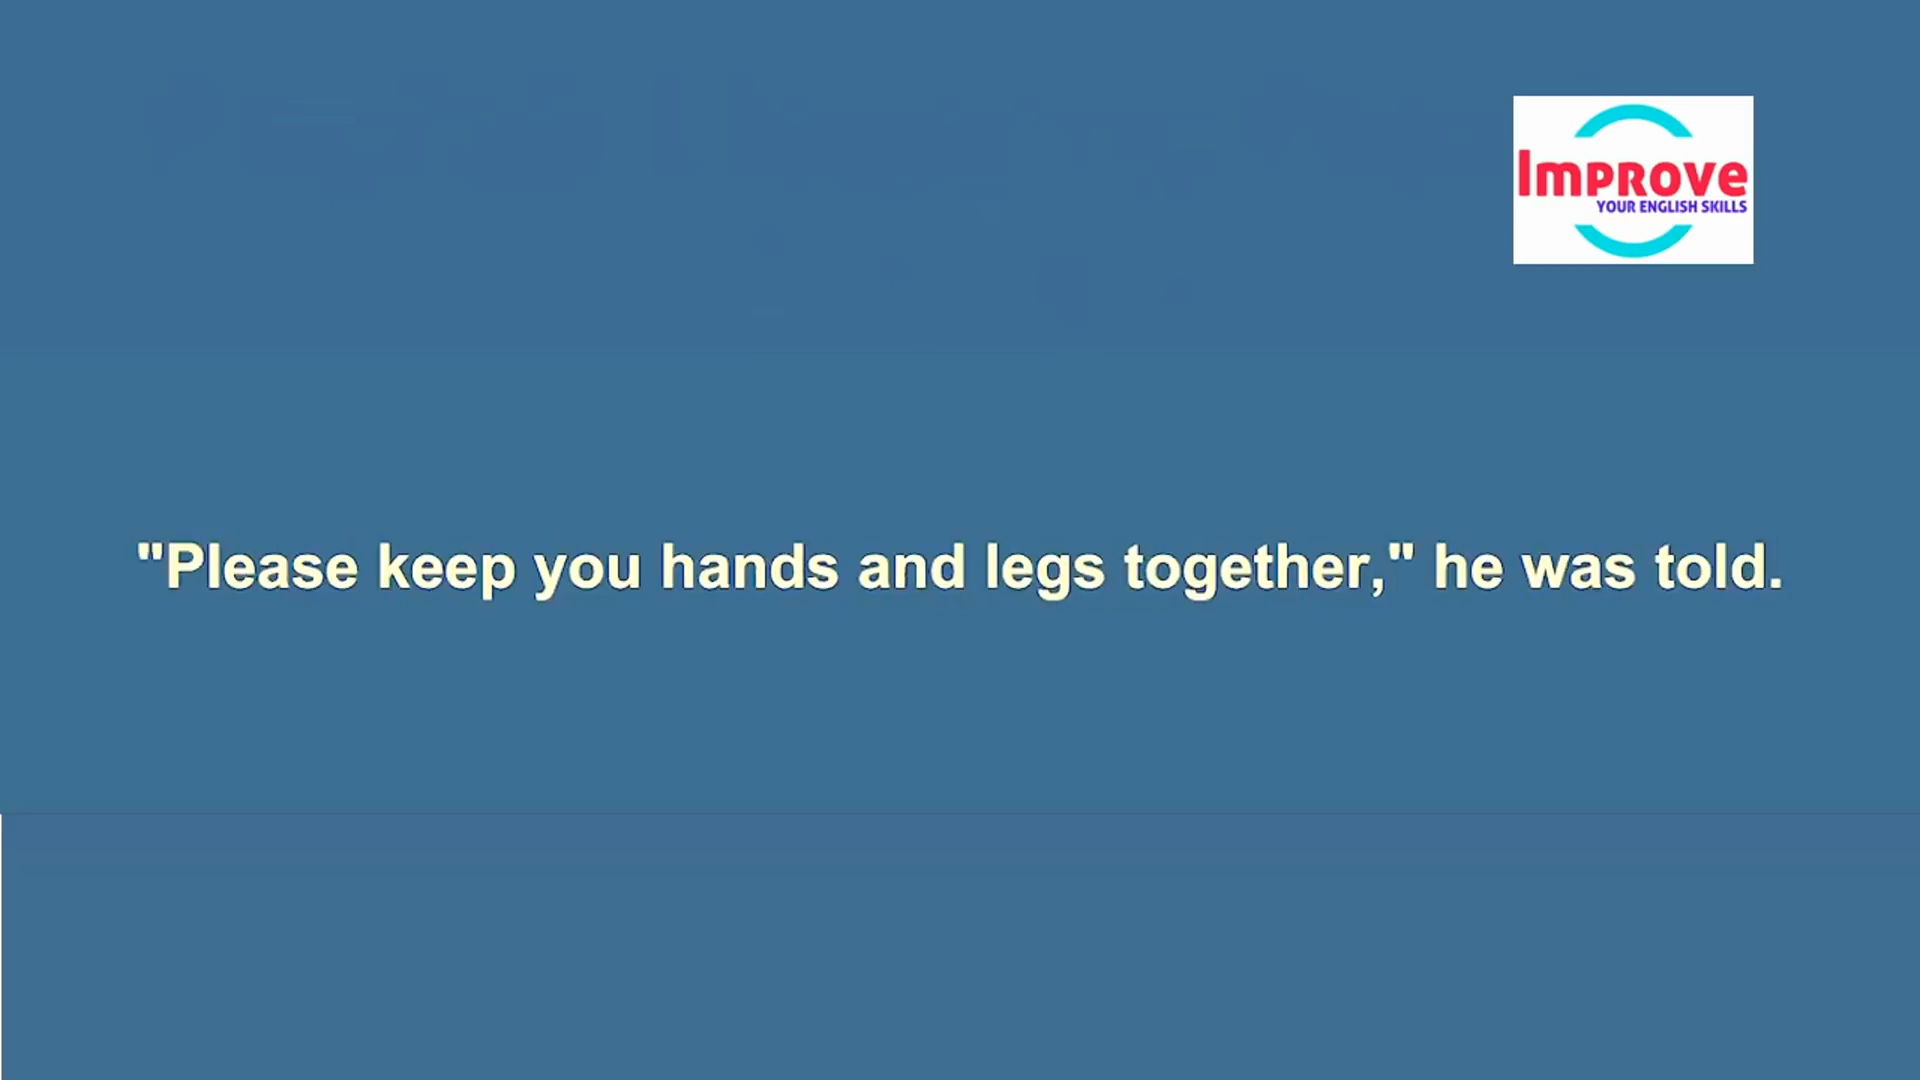 Improve
YOUR ENGLISH SKILLS
"Please keep you hands and legs together," he was told.